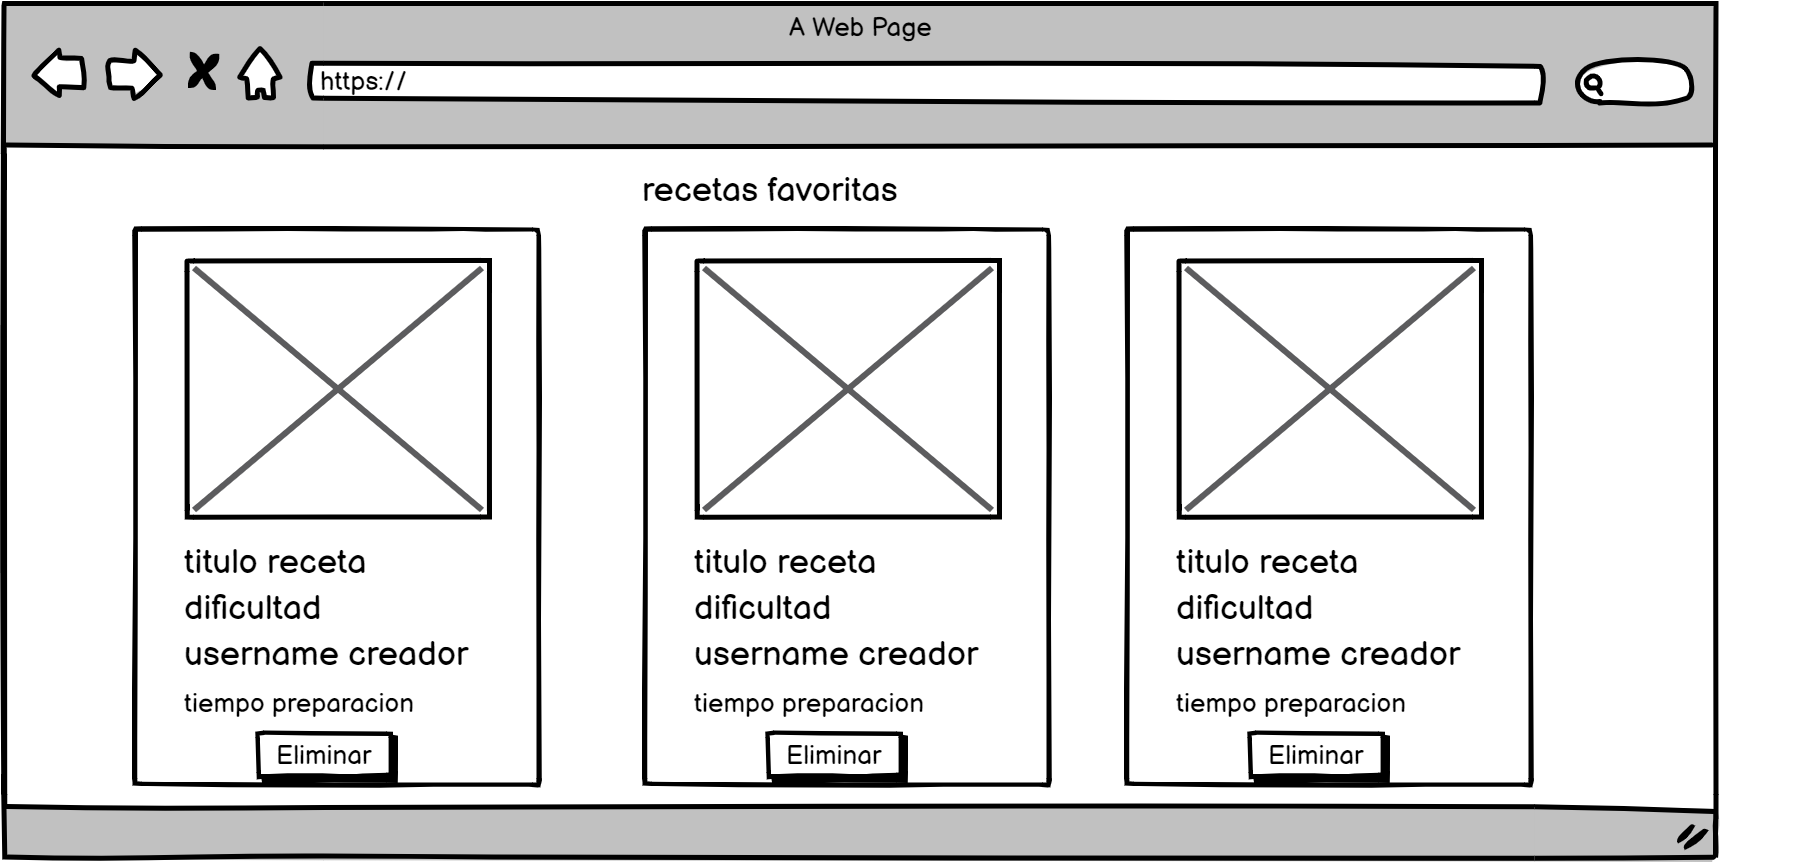 A Web Page
https://
recetas favoritas
titulo receta
dificultad
username creador
tiempo preparacion
Eliminar
titulo receta
dificultad
username creador
tiempo preparacion
Eliminar
titulo receta
dificultad
username creador
tiempo preparacion
Eliminar